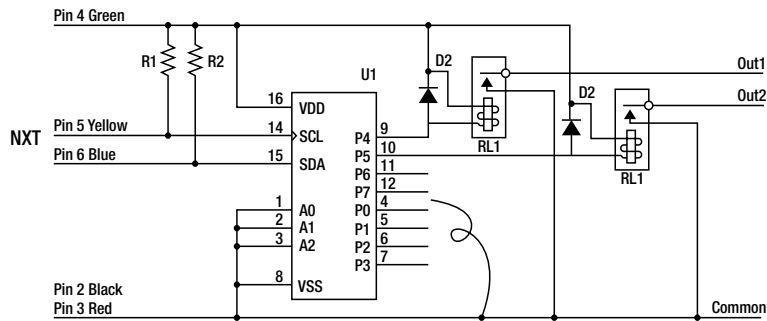 Pin 4 Green
R1
R2
U1
D2
Out1
16
VDD
D2
Out2
NXT
Pin 5 Yellow
14
SCL
P4
9
RL1
Pin 6 Blue
15
SDA
P5
10
P6
11
RL1
P7
12
1
A0
P0
4
2
A1
P1
5
3
A2
P2
6
P3
7
8
VSS
Pin 2 Black
Pin 3 Red
Common